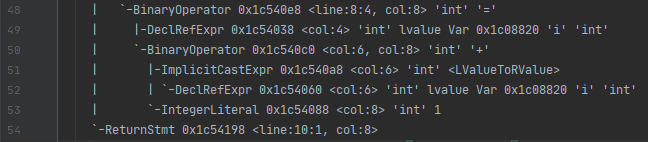 48 |   `-BinaryOperator 0x1c540e8 <line:8:4, col:8> 'int' '='
49 |     |-DeclRefExpr 0x1c54038 <col:4> 'int' lvalue Var 0x1c08820 'i' 'int'
50 |     `-BinaryOperator 0x1c540c0 <col:6, col:8> 'int' '+'
51 |       |-ImplicitCastExpr 0x1c540a8 <col:6> 'int' <LValueToRValue>
52 |       | `-DeclRefExpr 0x1c54060 <col:6> 'int' lvalue Var 0x1c08820 'i' 'int'
53 |       `-IntegerLiteral 0x1c54088 <col:8> 'int' 1
54 `-ReturnStmt 0x1c54198 <line:10:1, col:8>